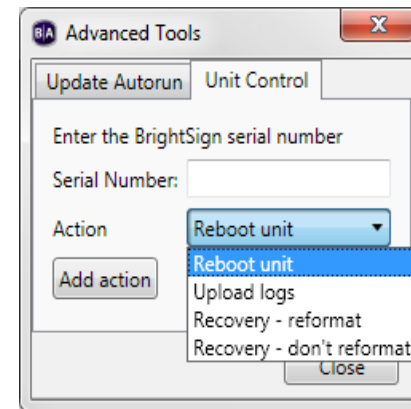 B|A Advanced Tools x
Update Autorun Unit Control
Enter the BrightSign serial number
Serial Number:
Action Reboot unit
Reboot unit
Add action
Upload logs
Recovery - reformat
Recovery - don't reformat
Close